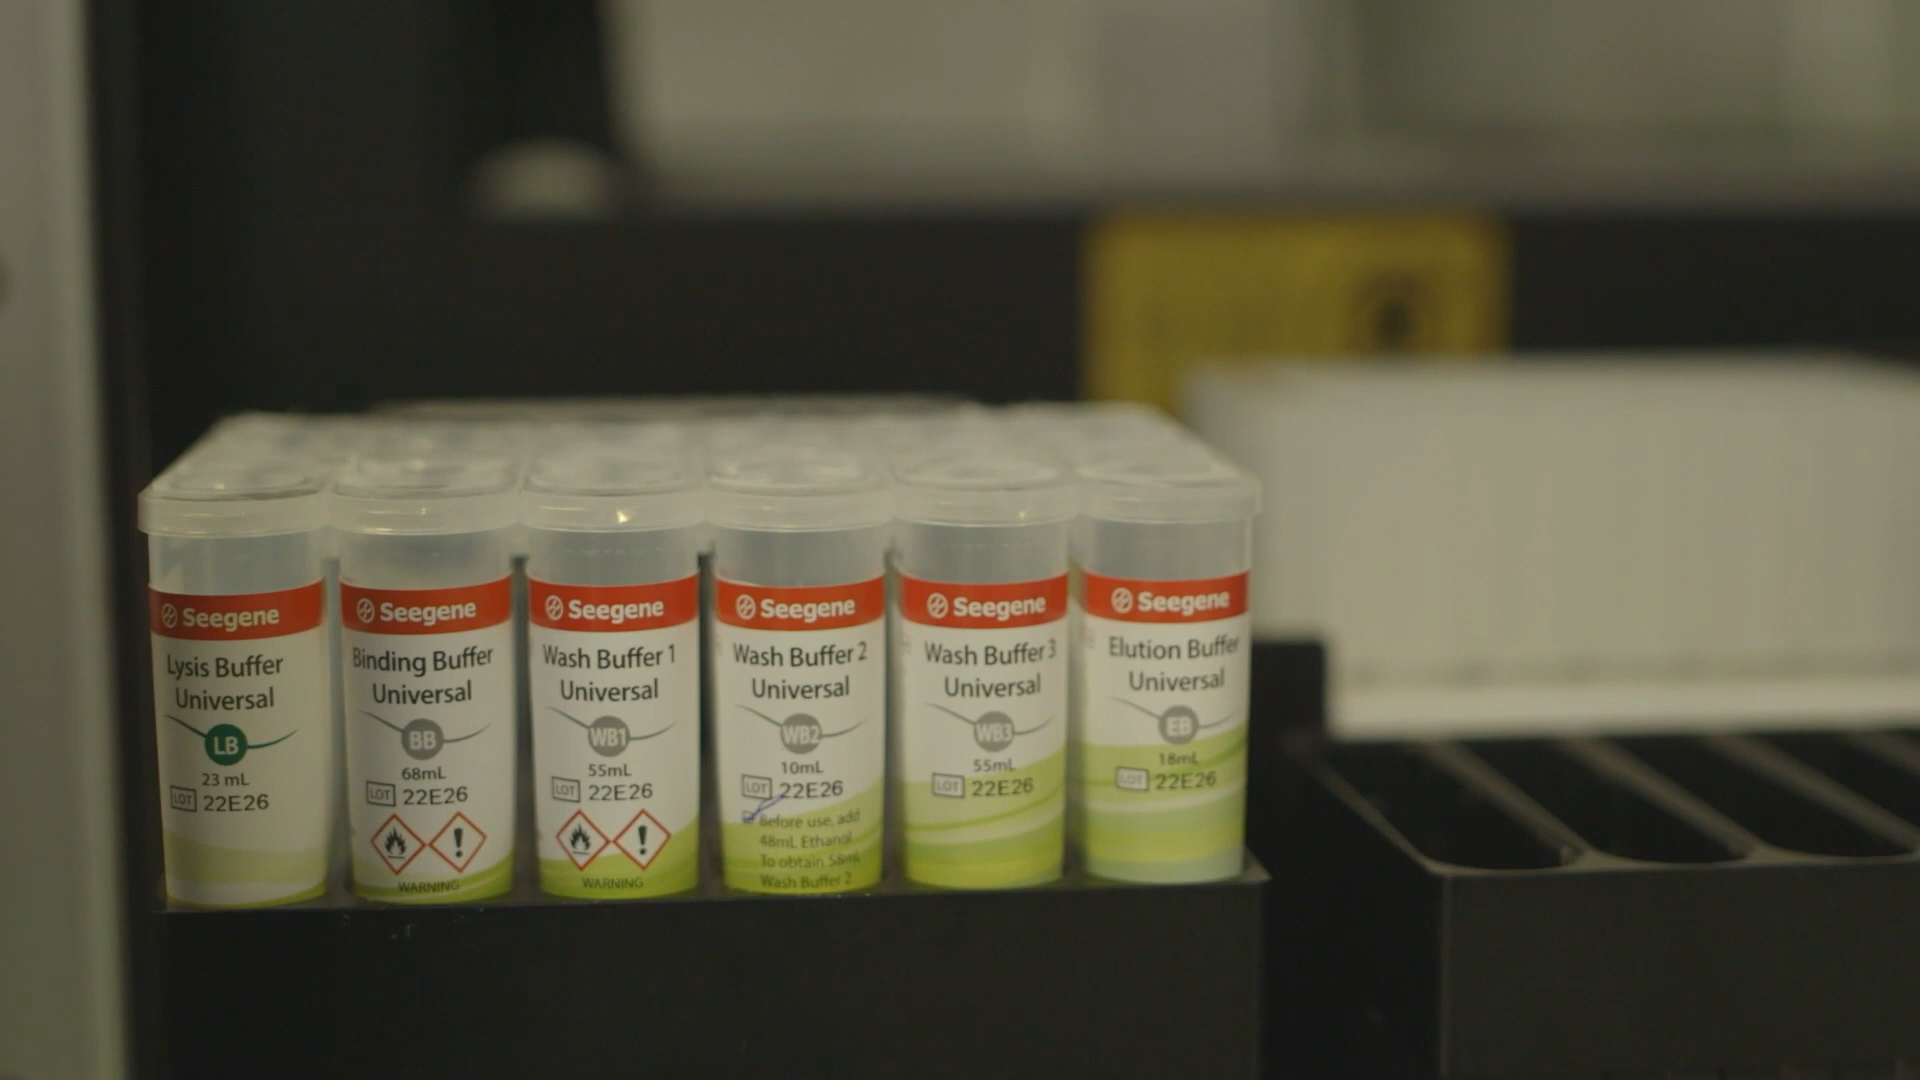 Seegene
Lysis Buffer
Universal
LB
23 mL
LOT 22E26
Seegene
Binding Buffer
Universal
BB
68mL
LOT 22E26
WARNING
Seegene
Wash Buffer 1
Universal
WB1
55mL
LOT 22E26
WARNING
Seegene
Wash Buffer 2
Universal
WB2
10mL
LOT 22E26
Before use, add
48mL Ethanol
To obtain 58mL
Wash Buffer 2.
Seegene
Wash Buffer 3
Universal
WB3
55mL
LOT 22E26
Seegene
Elution Buffer
Universal
EB
18mL
LOT 22E26